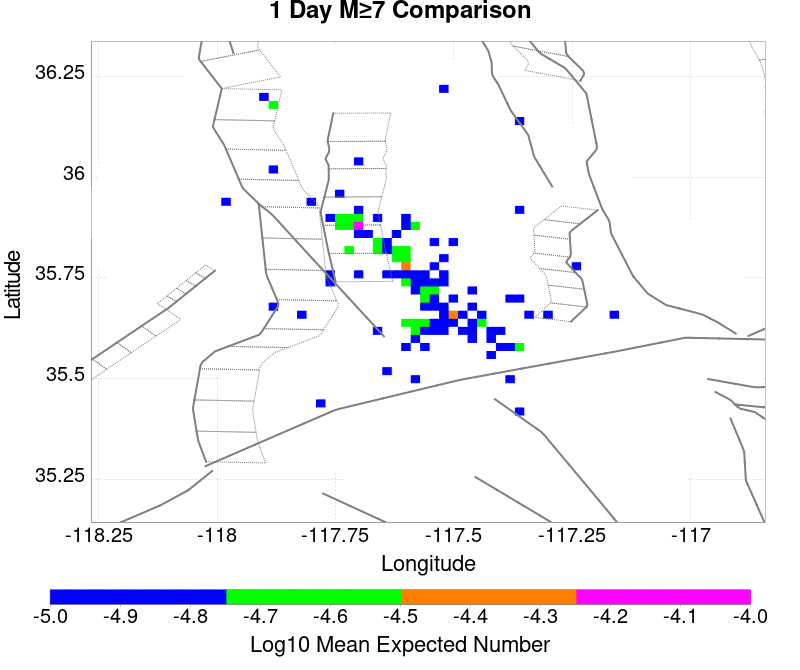 1 Day M≥7 Comparison
36.25
36
35.75
35.5
35.25
Latitude
-118.25 -118 -117.75 -117.5 -117.25 -117
Longitude
-5.0 -4.9 -4.8 -4.7 -4.6 -4.5 -4.4 -4.3 -4.2 -4.1 -4.0
Log10 Mean Expected Number